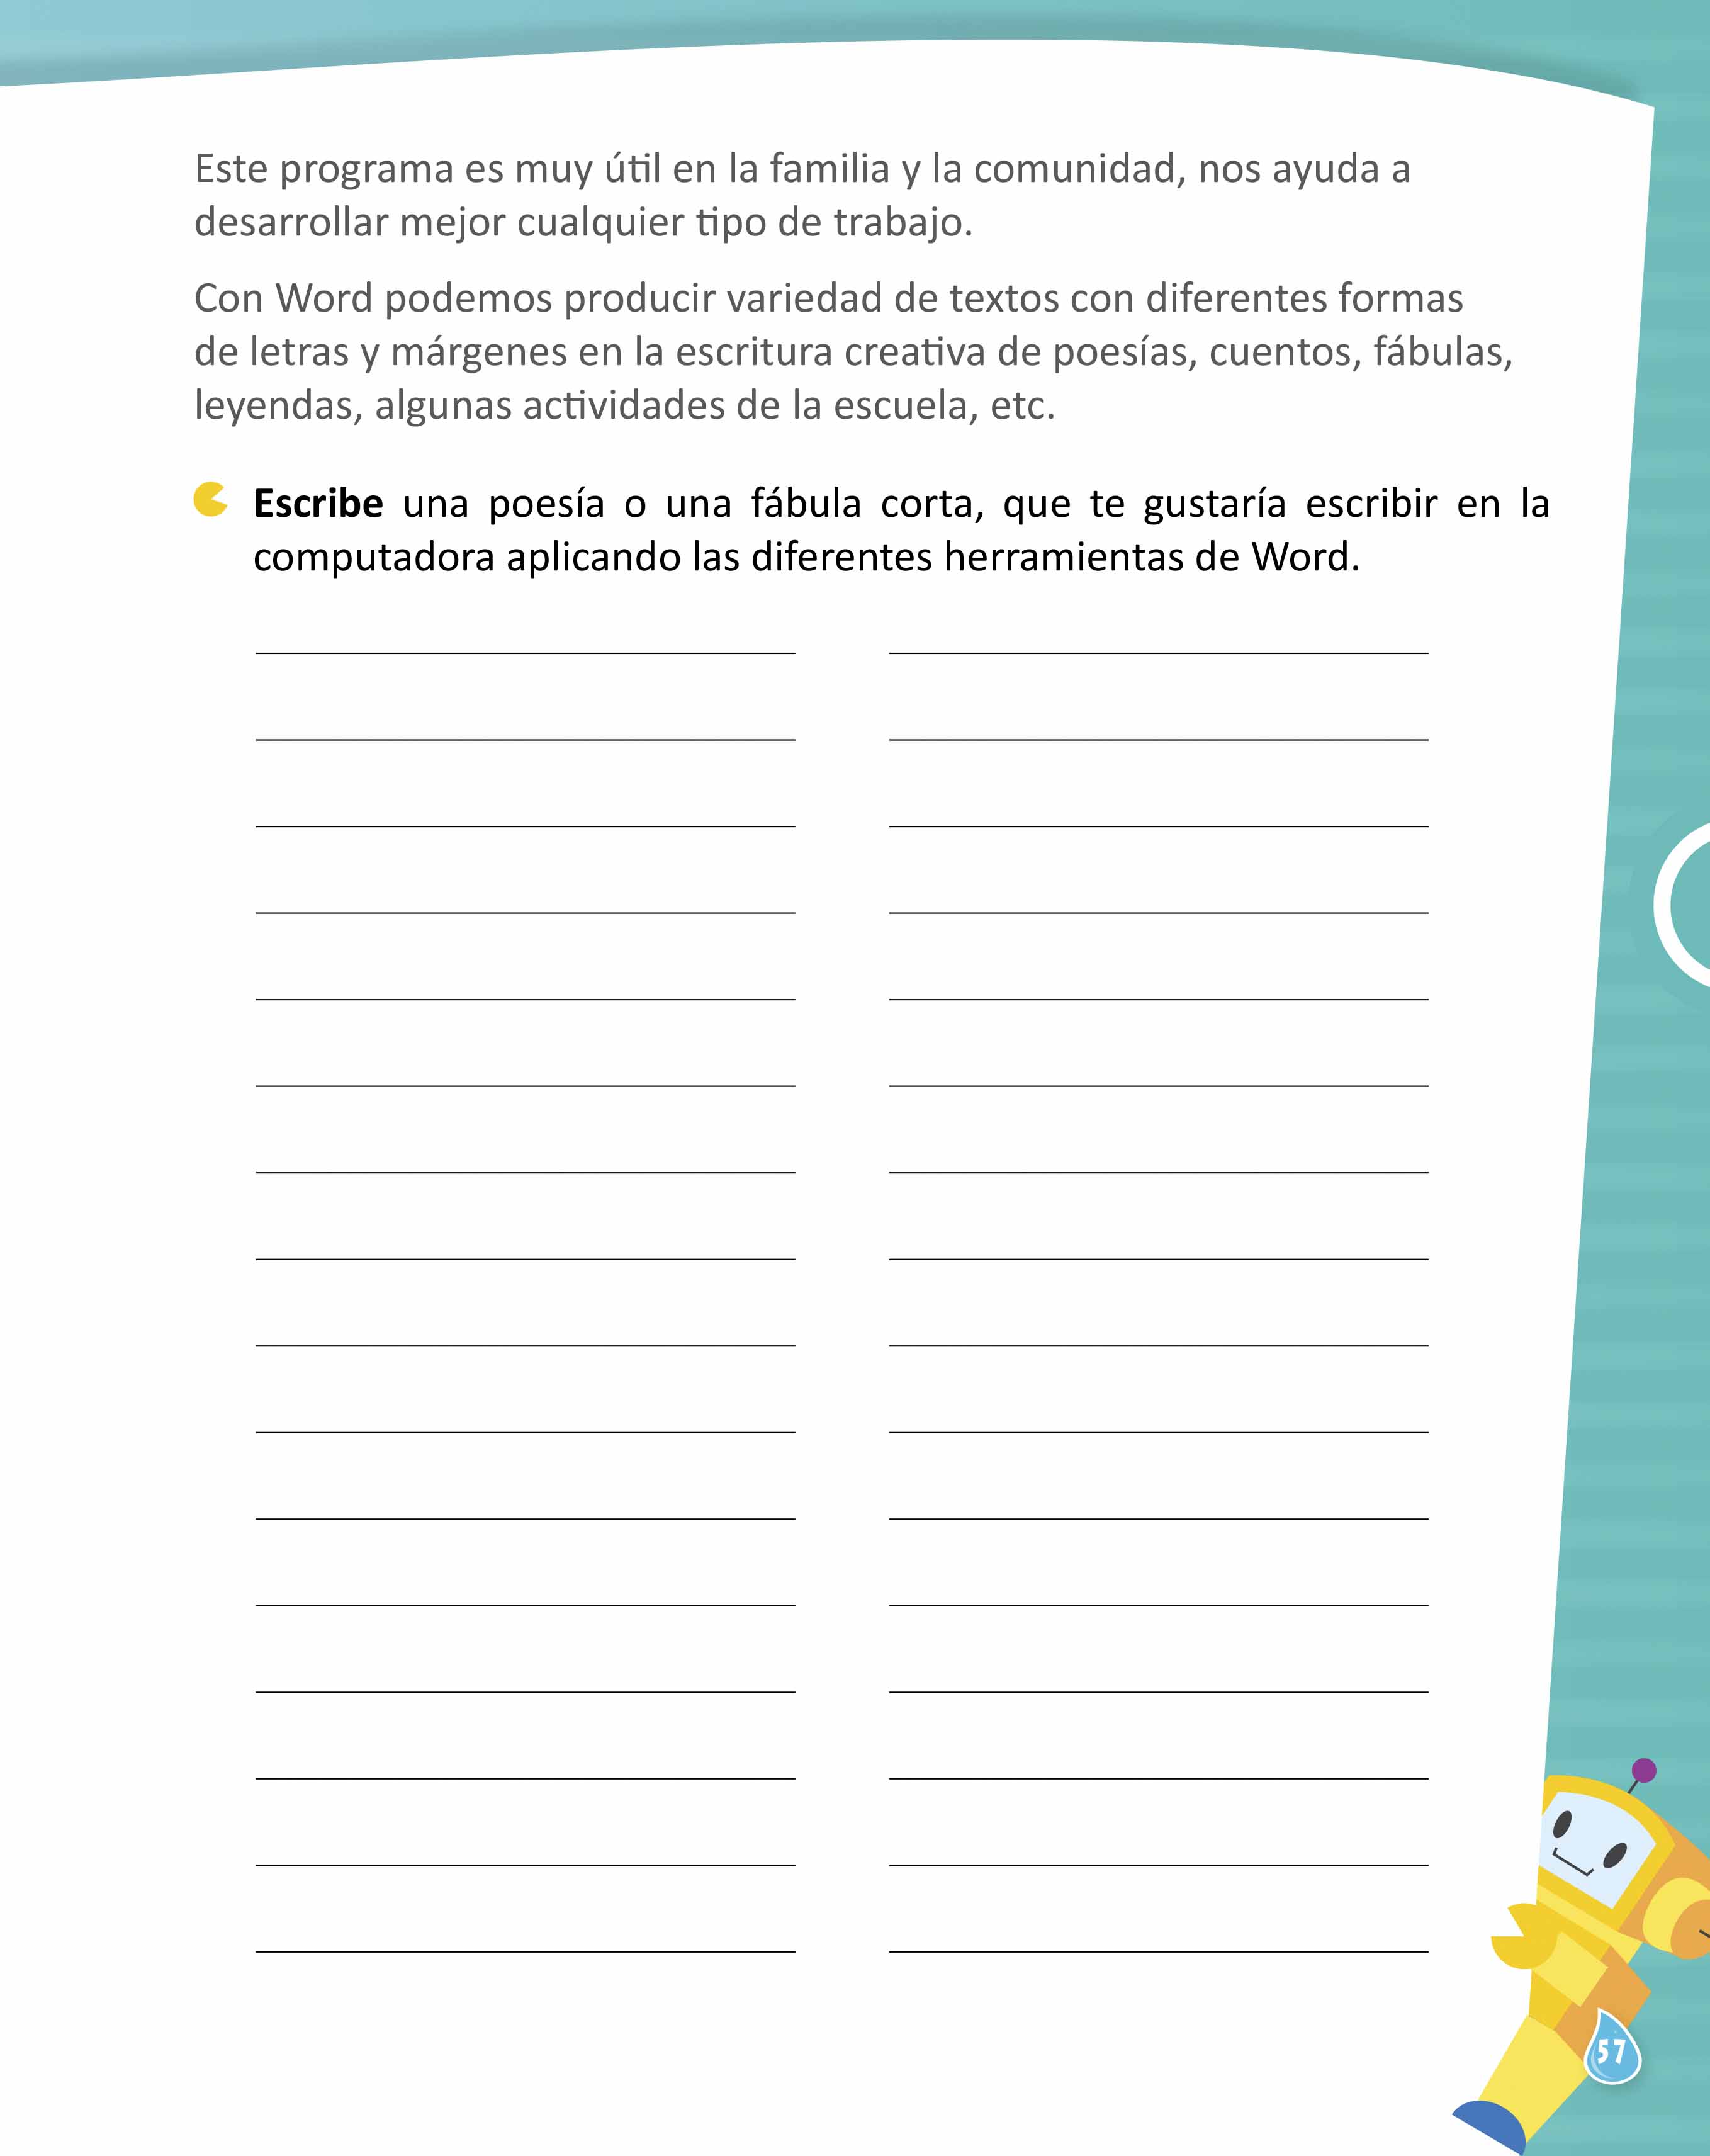 Este programa es muy útil en la familia y la comunidad, nos ayuda a
desarrollar mejor cualquier tipo de trabajo.
Con Word podemos producir variedad de textos con diferentes formas
de letras y márgenes en la escritura creativa de poesías, cuentos, fábulas,
leyendas, algunas actividades de la escuela, etc.
Escribe una poesía o una fábula corta, que te gustaría escribir en la
computadora aplicando las diferentes herramientas de Word.
57